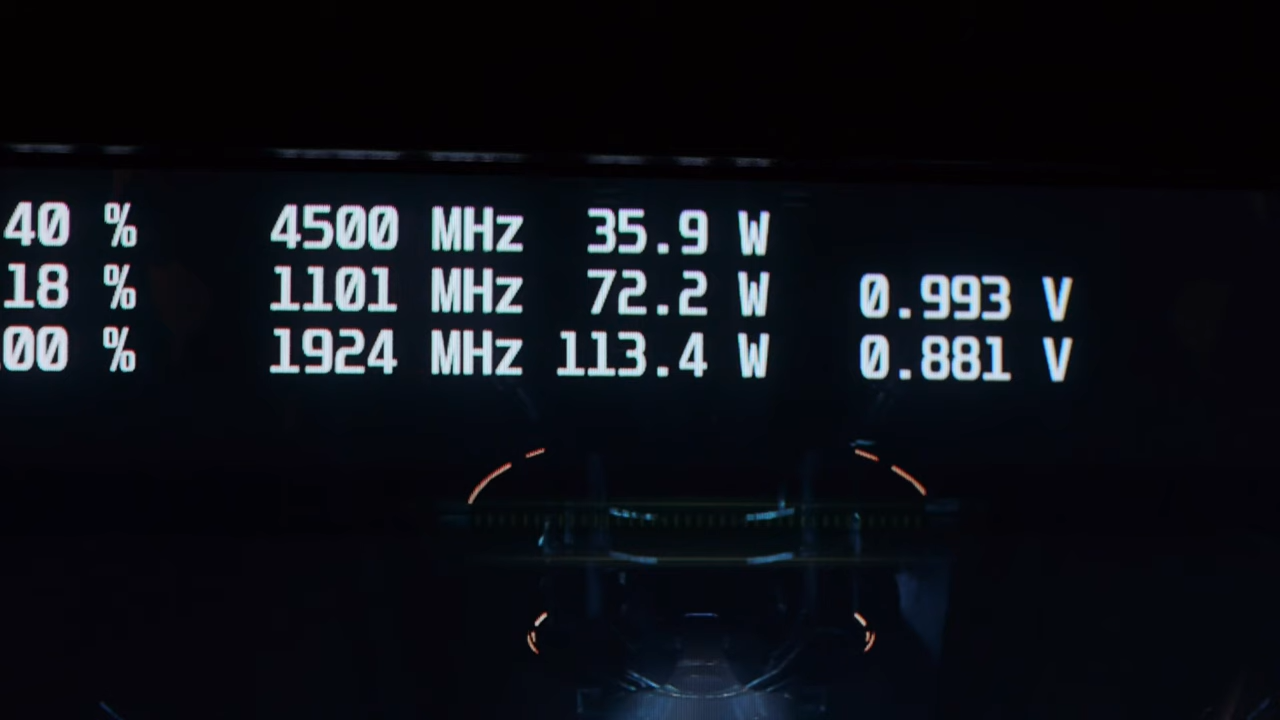 40 % 4500 MHz 35.9 W
18 % 1101 MHz 72.2 W 0.993 V
00 % 1924 MHz 113.4 W 0.881 V